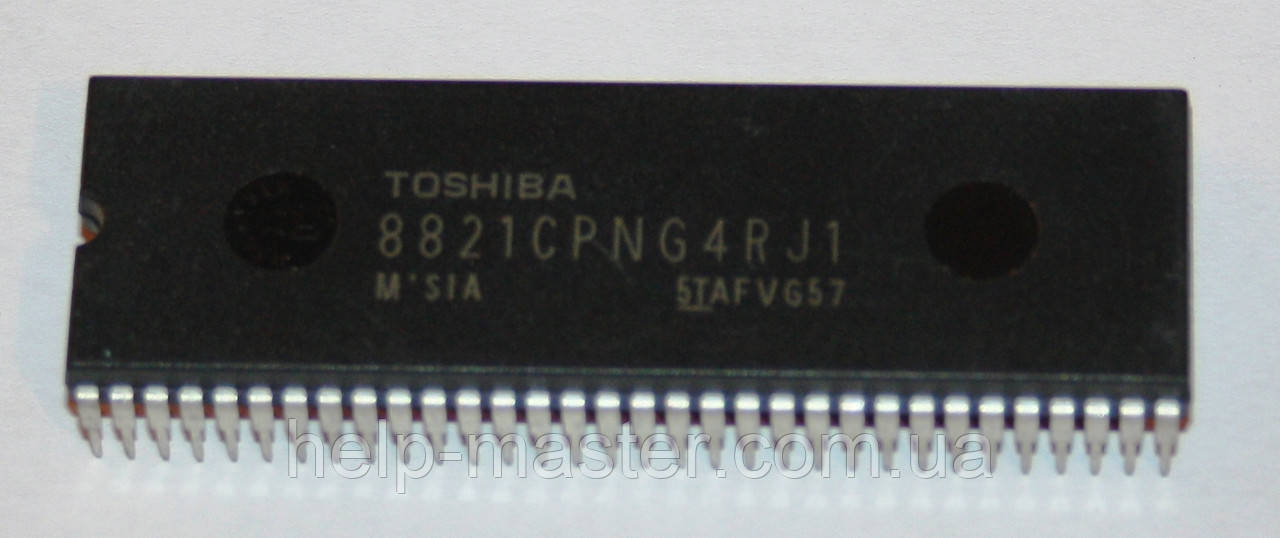 TOSHIBA
8821CPNG4RJ1
M'SIA 5TAFVG57
help-master.com.ua